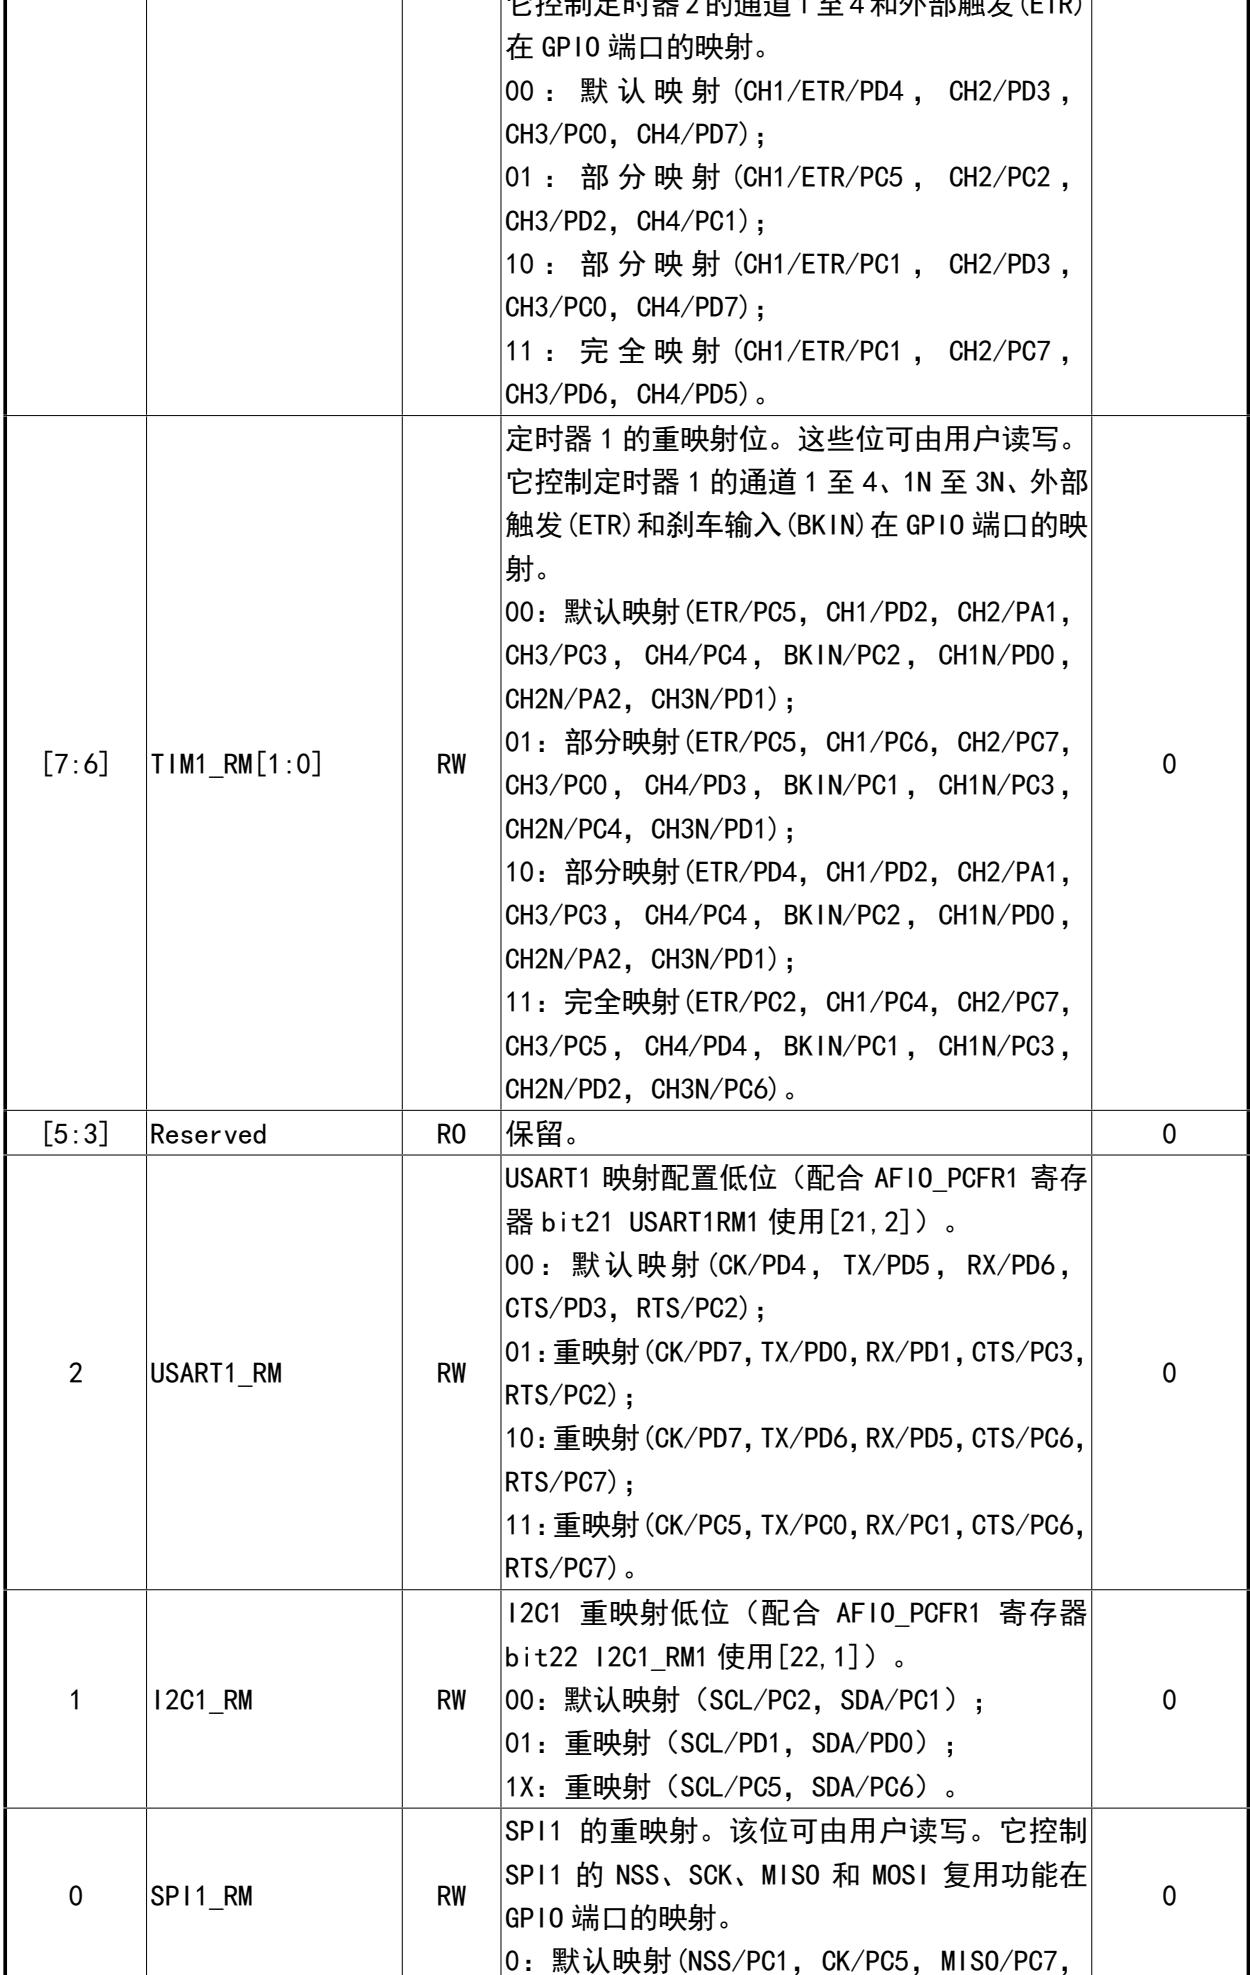 它控制定时器 2 的通道 1 至 4 和外部触发(ETR)
在 GPIO 端口的映射。
00：默认映射(CH1/ETR/PD4，CH2/PD3，
CH3/PC0，CH4/PD7)；
01：部分映射(CH1/ETR/PC5，CH2/PC2，
CH3/PD2，CH4/PC1)；
10：部分映射(CH1/ETR/PC1，CH2/PD3，
CH3/PC0，CH4/PD7)；
11：完全映射(CH1/ETR/PC1，CH2/PC7，
CH3/PD6，CH4/PD5)。
[7:6]
TIM1_RM[1:0]
RW
定时器 1 的重映射位。这些位可由用户读写。
它控制定时器 1 的通道 1 至 4、1N 至 3N、外部
触发(ETR)和刹车输入(BKIN)在 GPIO 端口的映
射。
00：默认映射(ETR/PC5，CH1/PD2，CH2/PA1，
CH3/PC3，CH4/PC4，BKIN/PC2，CH1N/PD0，
CH2N/PA2，CH3N/PD1)；
01：部分映射(ETR/PC5，CH1/PC6，CH2/PC7，
CH3/PC0，CH4/PD3，BKIN/PC1，CH1N/PC3，
CH2N/PC4，CH3N/PD1)；
10：部分映射(ETR/PD4，CH1/PD2，CH2/PA1，
CH3/PC3，CH4/PC4，BKIN/PC2，CH1N/PD0，
CH2N/PA2，CH3N/PD1)；
11：完全映射(ETR/PC2，CH1/PC4，CH2/PC7，
CH3/PC5，CH4/PD4，BKIN/PC1，CH1N/PC3，
CH2N/PD2，CH3N/PC6)。
0
[5:3]
Reserved
RO
保留。
0
2
USART1_RM
RW
USART1 映射配置低位（配合 AFIO_PCFR1 寄存
器 bit21 USART1RM1 使用[21,2]）。
00：默认映射(CK/PD4，TX/PD5，RX/PD6，
CTS/PD3，RTS/PC2)；
01：重映射(CK/PD7，TX/PD0，RX/PD1，CTS/PC3，
RTS/PC2)；
10：重映射(CK/PD7，TX/PD6，RX/PD5，CTS/PC6，
RTS/PC7)；
11：重映射(CK/PC5，TX/PC0，RX/PC1，CTS/PC6，
RTS/PC7)。
0
1
I2C1_RM
RW
I2C1 重映射低位（配合 AFIO_PCFR1 寄存器
bit22 I2C1_RM1 使用[22,1]）。
00：默认映射（SCL/PC2，SDA/PC1）；
01：重映射（SCL/PD1，SDA/PD0）；
1X：重映射（SCL/PC5，SDA/PC6）。
0
0
SPI1_RM
RW
SPI1 的重映射。该位可由用户读写。它控制
SPI1 的 NSS、SCK、MISO 和 MOSI 复用功能在
GPIO 端口的映射。
0：默认映射(NSS/PC1，CK/PC5，MISO/PC7，
0